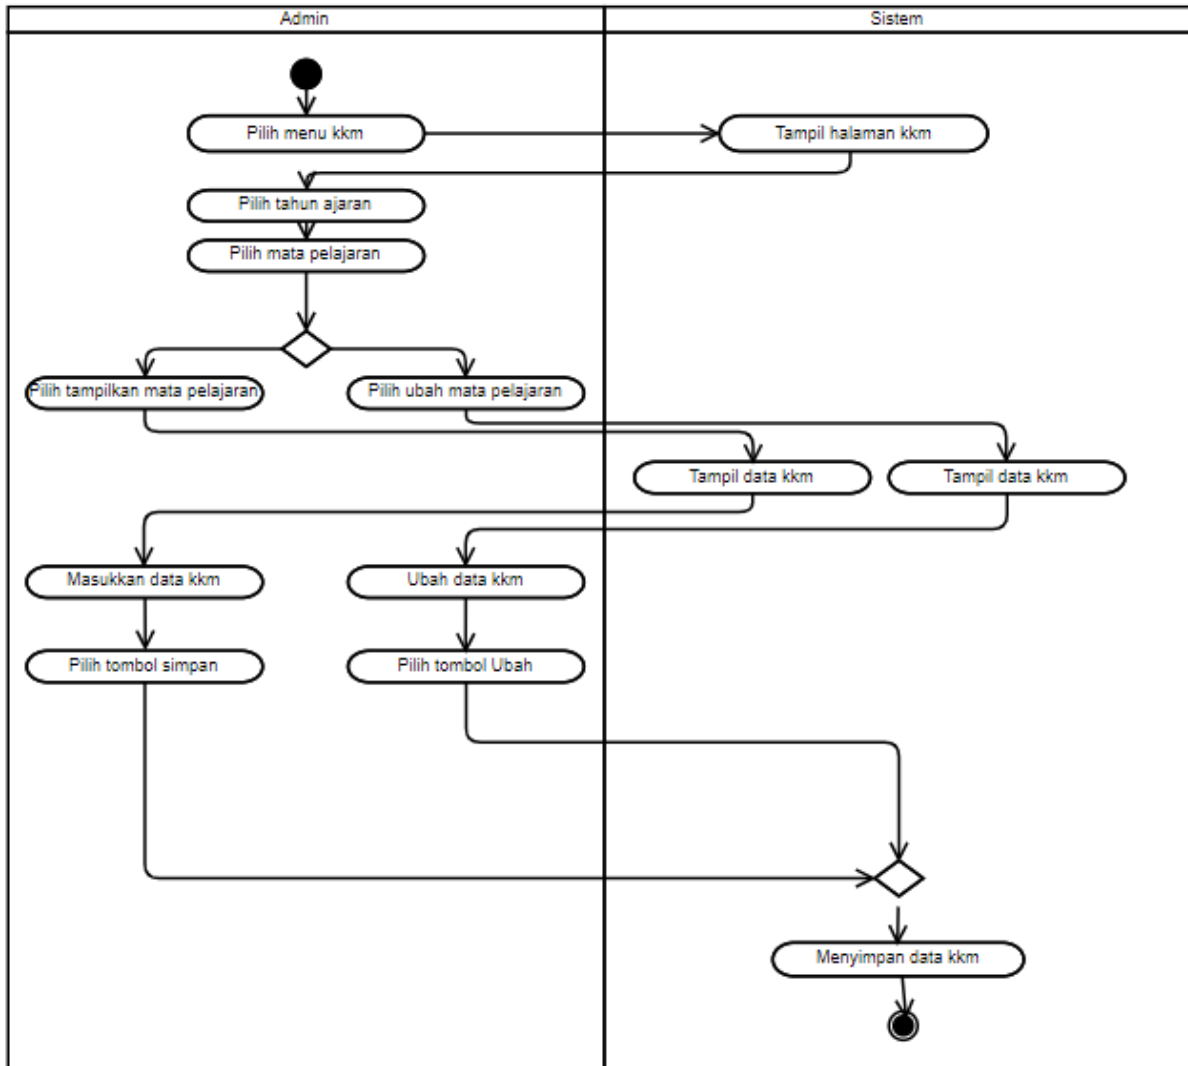 Admin
Sistem
Pilih menu kkm
Tampil halaman kkm
Pilih tahun ajaran
Pilih mata pelajaran
Pilih tampilkan mata pelajaran
Pilih ubah mata pelajaran
Tampil data kkm
Tampil data kkm
Masukkan data kkm
Ubah data kkm
Pilih tombol simpan
Pilih tombol Ubah
Menyimpan data kkm